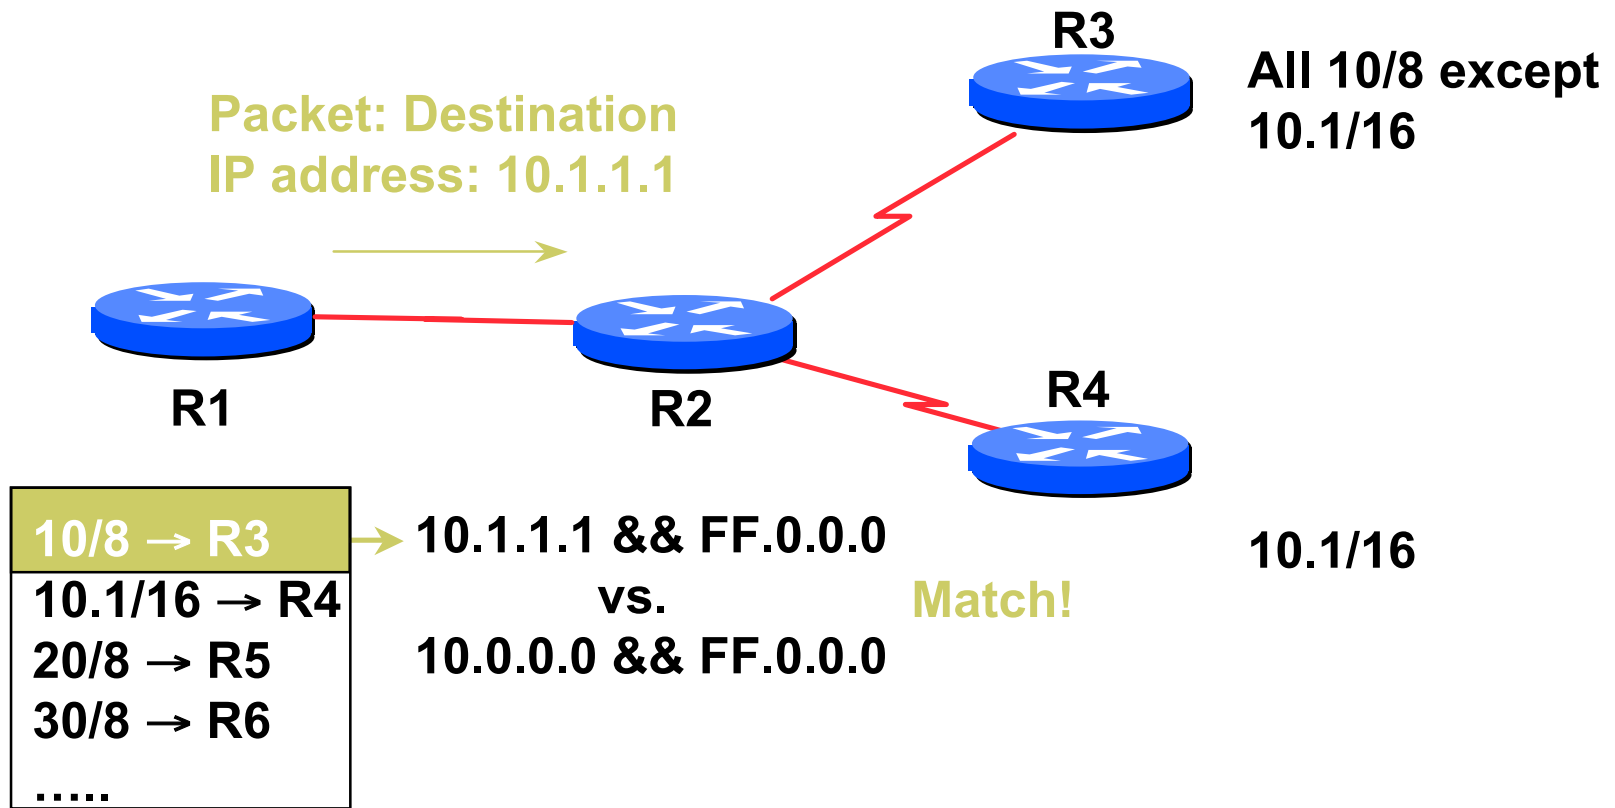 R3
All 10/8 except
10.1/16
Packet: Destination
IP address: 10.1.1.1
R1
R2
R4
10/8 → R3
10.1/16 → R4
20/8 → R5
30/8 → R6
…..
10.1.1.1 && FF.0.0.0
vs.
10.0.0.0 && FF.0.0.0
Match!
10.1/16